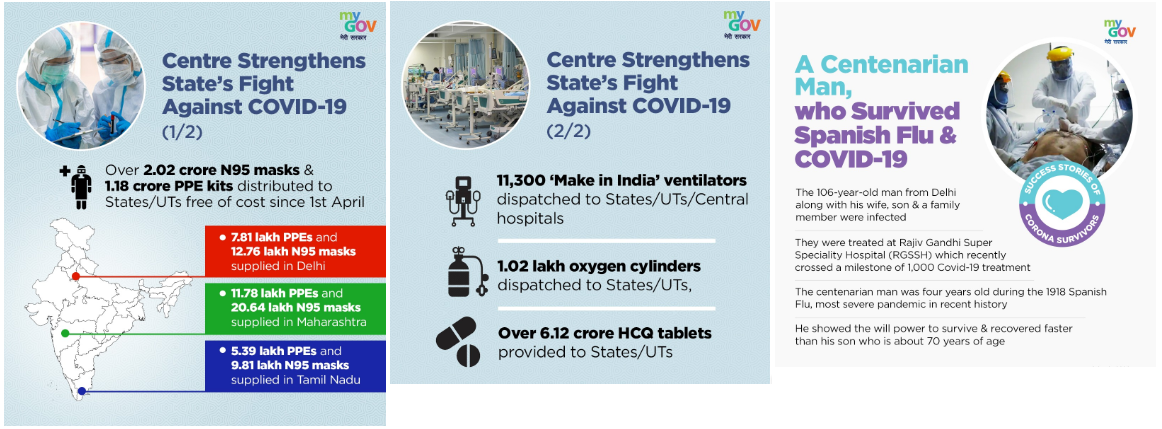 my
GOV
मेरी सरकार
Centre Strengthens
State's Fight
Against COVID-19
(1/2)
Over 2.02 crore N95 masks &
1.18 crore PPE kits distributed to
States/UTs free of cost since 1st April
• 7.81 lakh PPEs and
12.76 lakh N95 masks
supplied in Delhi
• 11.78 lakh PPEs and
20.64 lakh N95 masks
supplied in Maharashtra
• 5.39 lakh PPEs and
9.81 lakh N95 masks
supplied in Tamil Nadu
my
GOV
मेरी सरकार
Centre Strengthens
State's Fight
Against COVID-19
(2/2)
11,300 ‘Make in India’ ventilators
dispatched to States/UTs/Central
hospitals
1.02 lakh oxygen cylinders
dispatched to States/UTs,
Over 6.12 crore HCQ tablets
provided to States/UTs
my
GOV
मेरी सरकार
A Centenarian
Man,
who Survived
Spanish Flu &
COVID-19
SUCCESS STORIES OF
CORONA SURVIVORS
The 106-year-old man from Delhi
along with his wife, son & a family
member were infected
They were treated at Rajiv Gandhi Super
Speciality Hospital (RGSSH) which recently
crossed a milestone of 1,000 Covid-19 treatment
The centenarian man was four years old during the 1918 Spanish
Flu, most severe pandemic in recent history
He showed the will power to survive & recovered faster
than his son who is about 70 years of age